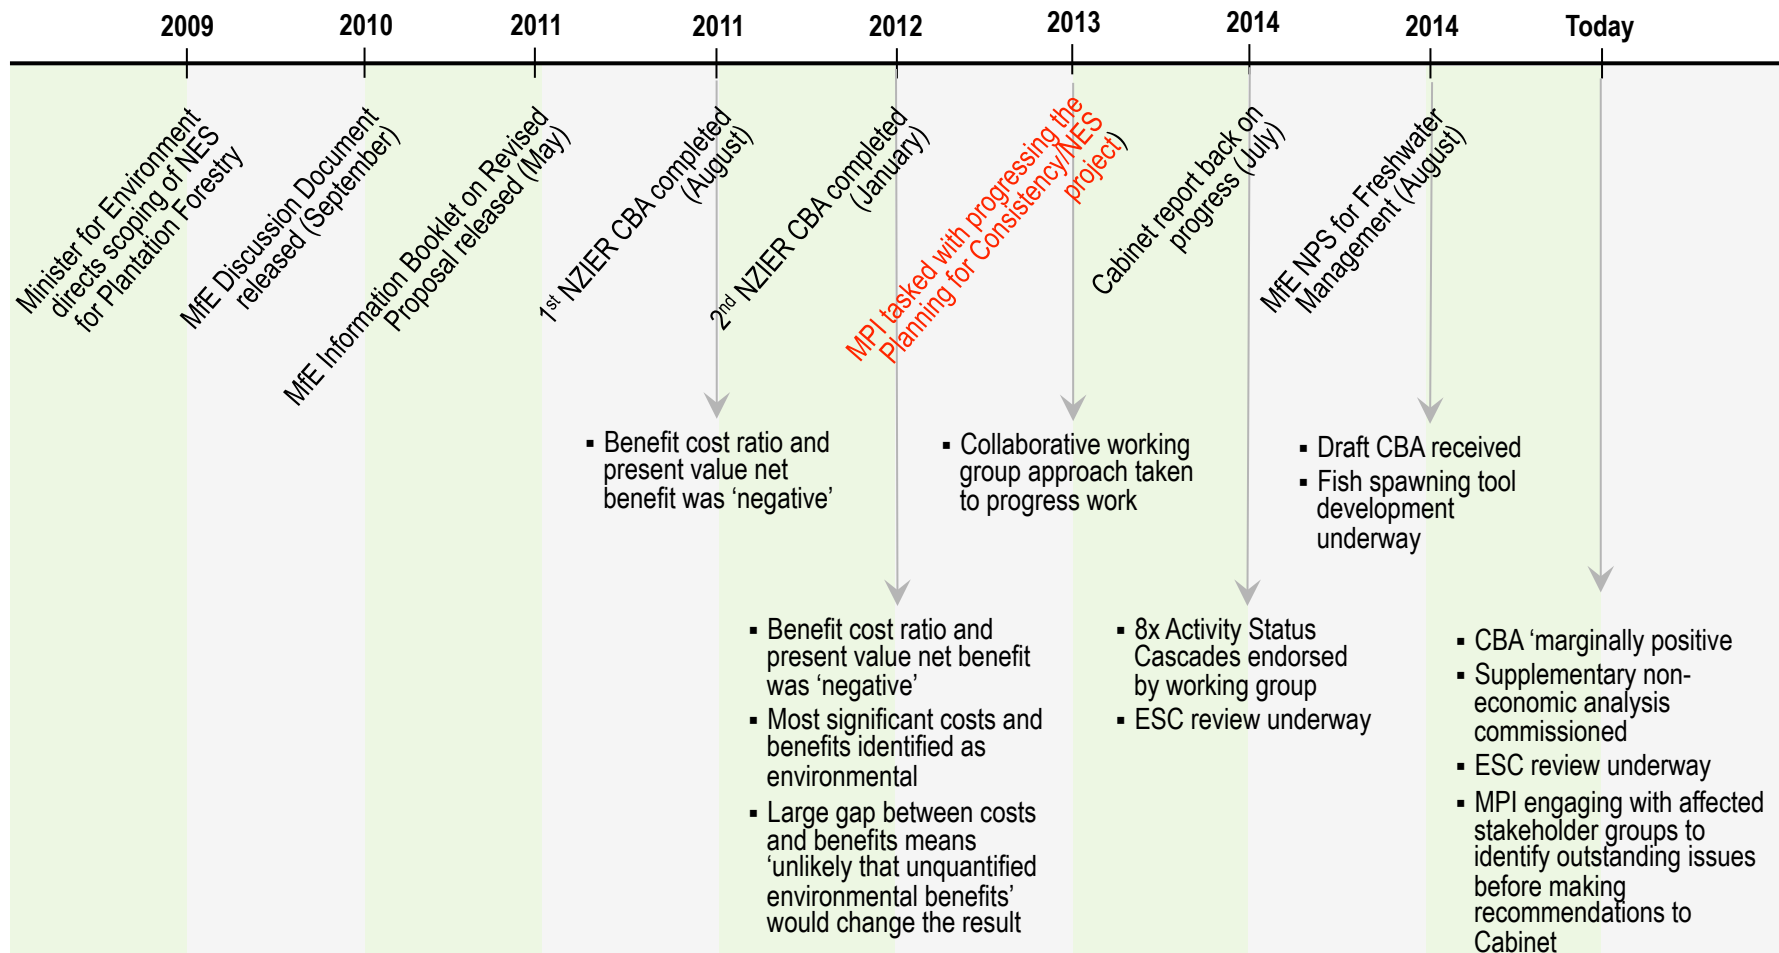 2009
2010
2011
2011
2012
2013
2014
2014
Today
Minister for Environment
directs scoping of NES
for Plantation Forestry
MfE Discussion Document
released (September)
MfE Information Booklet on Revised
Proposal released (May)
1st NZIER CBA completed
(August)
2nd NZIER CBA completed
(January)
MPI tasked with progressing the
Planning for Consistency/NES
project)
Cabinet report back on
progress (July)
MfE NPS for Freshwater
Management (August)
▪ Benefit cost ratio and
present value net
benefit was ‘negative’
▪ Benefit cost ratio and
present value net benefit
was ‘negative’
▪ Most significant costs and
benefits identified as
environmental
▪ Large gap between costs
and benefits means
‘unlikely that unquantified
environmental benefits’
would change the result
▪ Collaborative working
group approach taken
to progress work
▪ 8x Activity Status
Cascades endorsed
by working group
▪ ESC review underway
▪ Draft CBA received
▪ Fish spawning tool
development
underway
▪ CBA ‘marginally positive
▪ Supplementary non-
economic analysis
commissioned
▪ ESC review underway
▪ MPI engaging with affected
stakeholder groups to
identify outstanding issues
before making
recommendations to
Cabinet